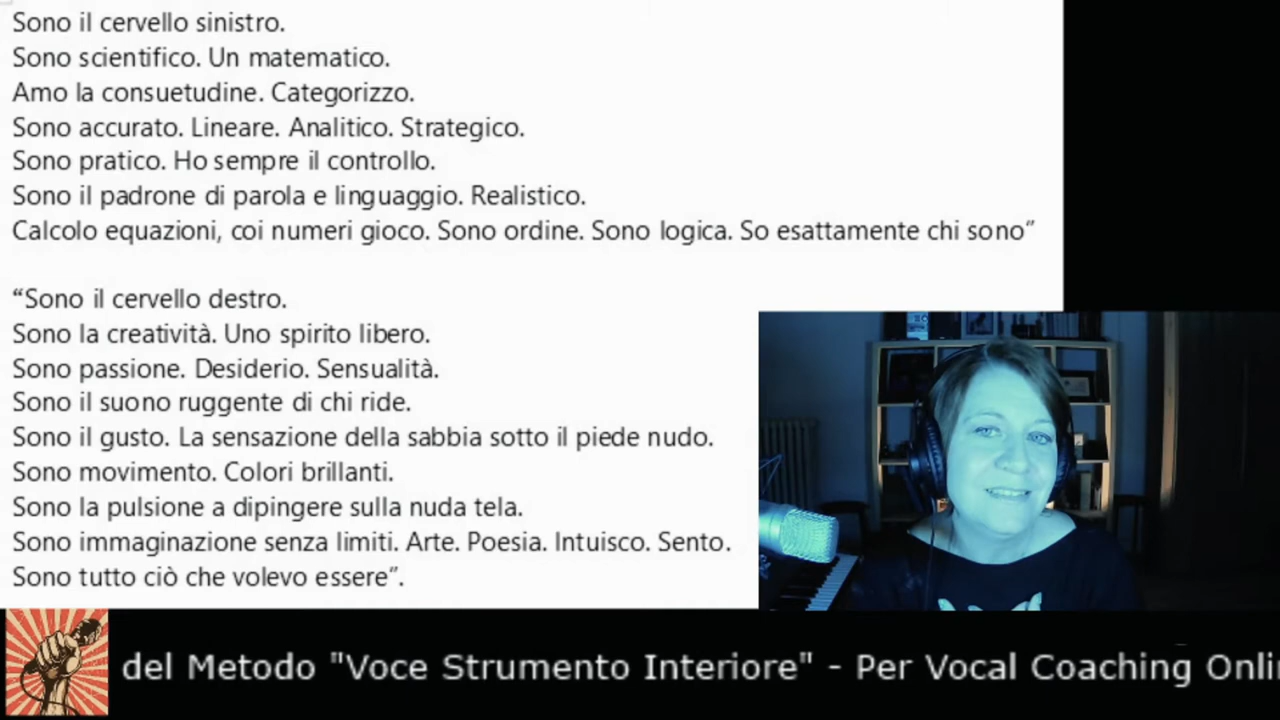 Sono il cervello sinistro.
Sono scientifico. Un matematico.
Amo la consuetudine. Categorizzo.
Sono accurato. Lineare. Analitico. Strategico.
Sono pratico. Ho sempre il controllo.
Sono il padrone di parola e linguaggio. Realistico.
Calcolo equazioni, coi numeri gioco. Sono ordine. Sono logica. So esattamente chi sono”

“Sono il cervello destro.
Sono la creatività. Uno spirito libero.
Sono passione. Desiderio. Sensualità.
Sono il suono ruggente di chi ride.
Sono il gusto. La sensazione della sabbia sotto il piede nudo.
Sono movimento. Colori brillanti.
Sono la pulsione a dipingere sulla nuda tela.
Sono immaginazione senza limiti. Arte. Poesia. Intuisco. Sento.
Sono tutto ciò che volevo essere”.
del Metodo "Voce Strumento Interiore" - Per Vocal Coaching Onli